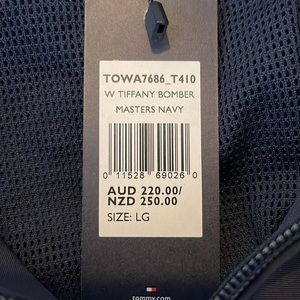 TOWA7686_T410
W TIFFANY BOMBER
MASTERS NAVY
0 11528 69026 0
AUD 220.00/
NZD 250.00
SIZE: LG
tommy.com